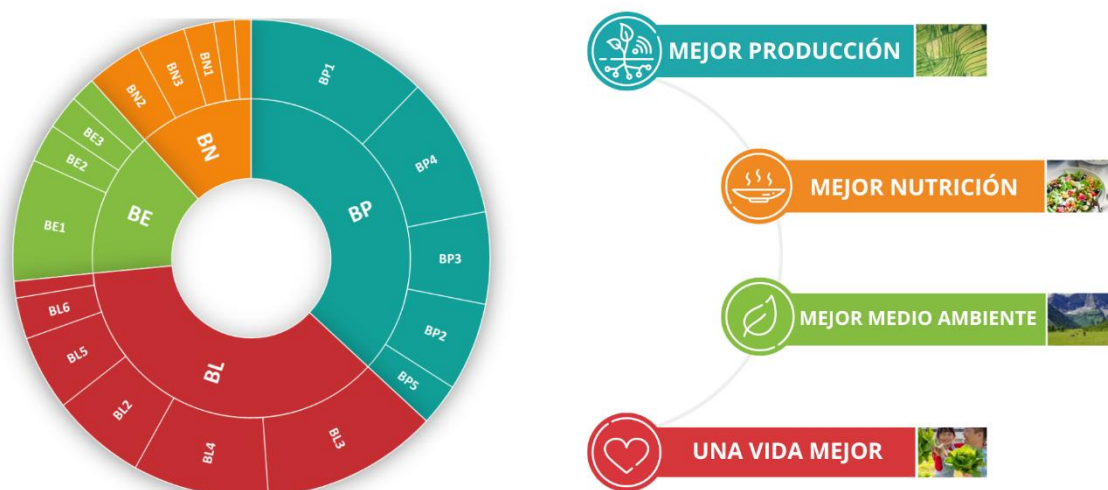 BP1
BP4
BP3
BP2
BP5
BP
BL3
BL4
BL2
BL5
BL6
BL
BE1
BE2
BE3
BE
BN2
BN3
BN1
BN
MEJOR PRODUCCIÓN
MEJOR NUTRICIÓN
MEJOR MEDIO AMBIENTE
UNA VIDA MEJOR